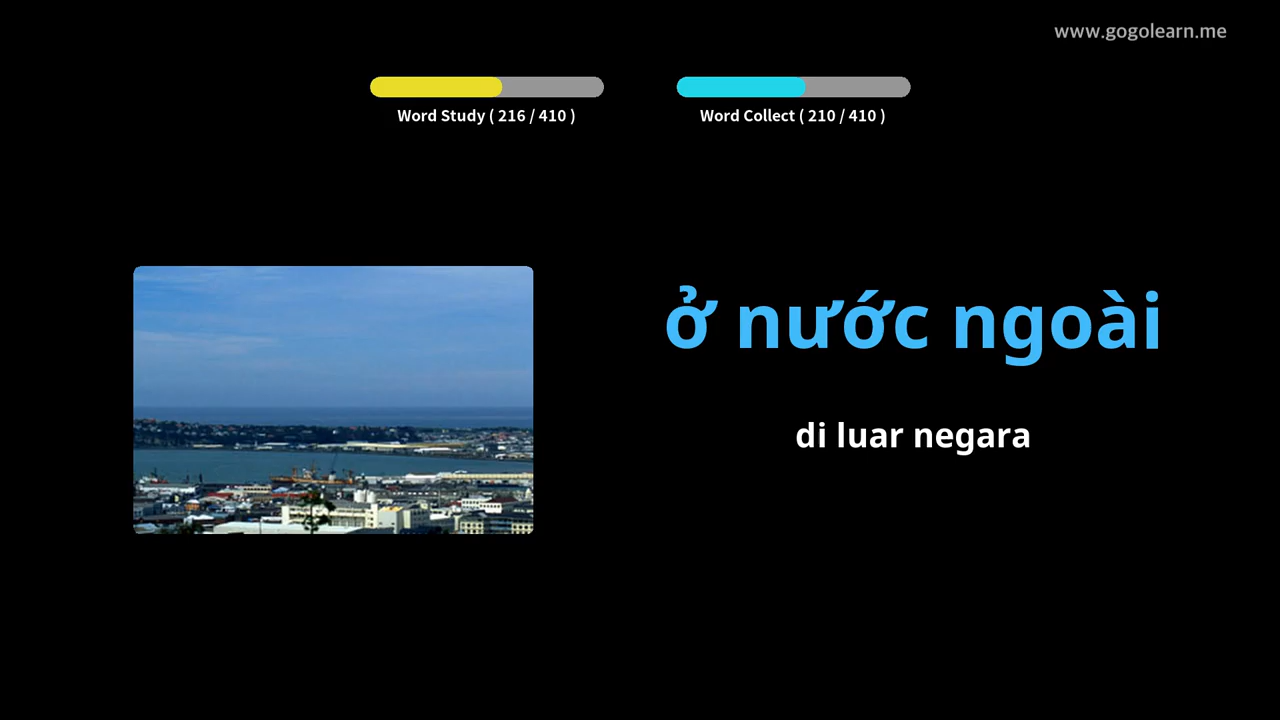 www.gogolearn.me
Word Study ( 216 / 410 )
Word Collect ( 210 / 410 )
ở nước ngoài
di luar negara